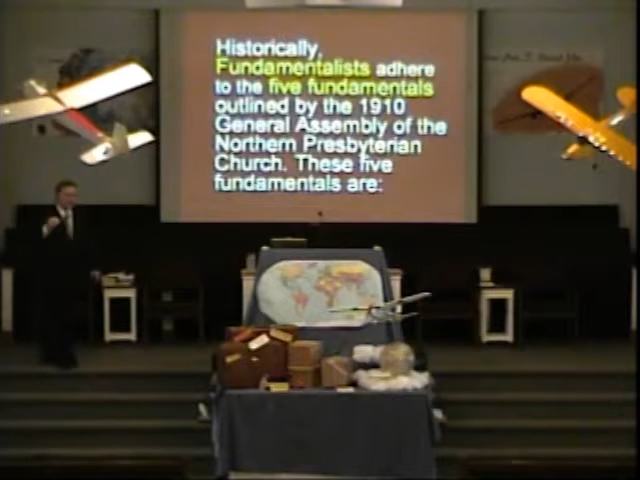 Historically,
Fundamentalists adhere
to the five fundamentals
outlined by the 1910
General Assembly of the
Northern Presbyterian
Church. These five
fundamentals are: